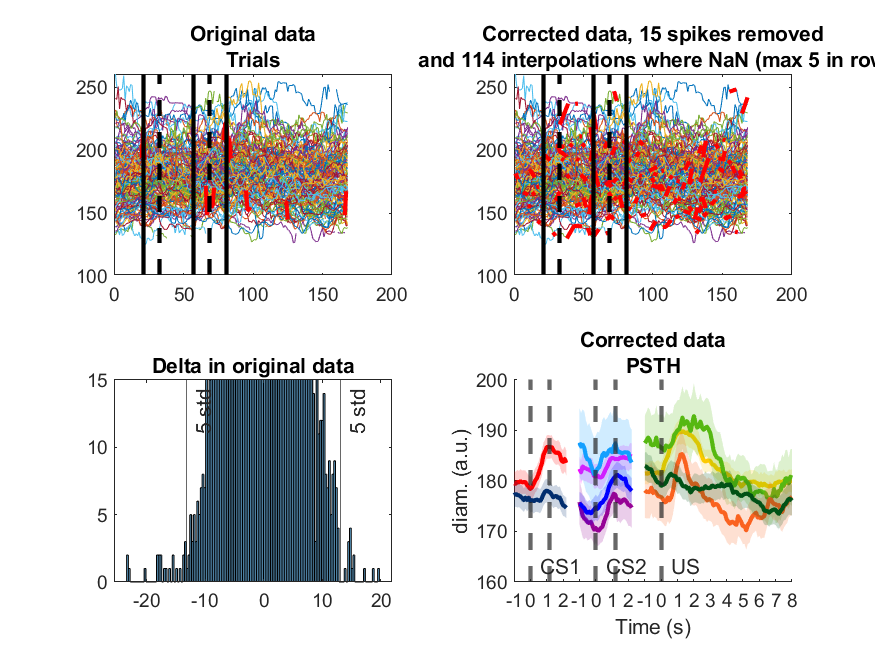 Original data
Trials
250
200
150
100
0 50 100 150 200
Corrected data, 15 spikes removed
and 114 interpolations where NaN (max 5 in row
250
200
150
100
0 50 100 150 200
Delta in original data
15
10
5
0
-20 -10 0 10 20
5 std
5 std
Corrected data
PSTH
200
190
180
170
160
diam. (a.u.)
CS1 CS2 US
-1 0 1 2 -1 0 1 2 -1 0 1 2 3 4 5 6 7 8
Time (s)